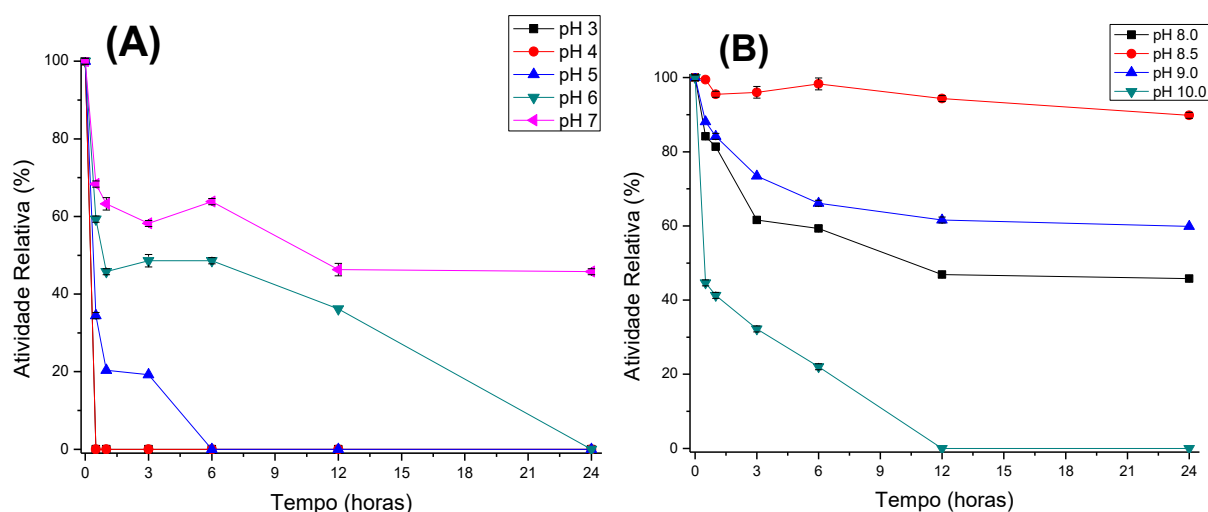 (A)
pH 3
pH 4
pH 5
pH 6
pH 7
Atividade Relativa (%)
100
80
60
40
20
0
0 3 6 9 12 15 18 21 24
Tempo (horas)
(B)
pH 8.0
pH 8.5
pH 9.0
pH 10.0
Atividade Relativa (%)
100
80
60
40
20
0
0 3 6 9 12 15 18 21 24
Tempo (horas)